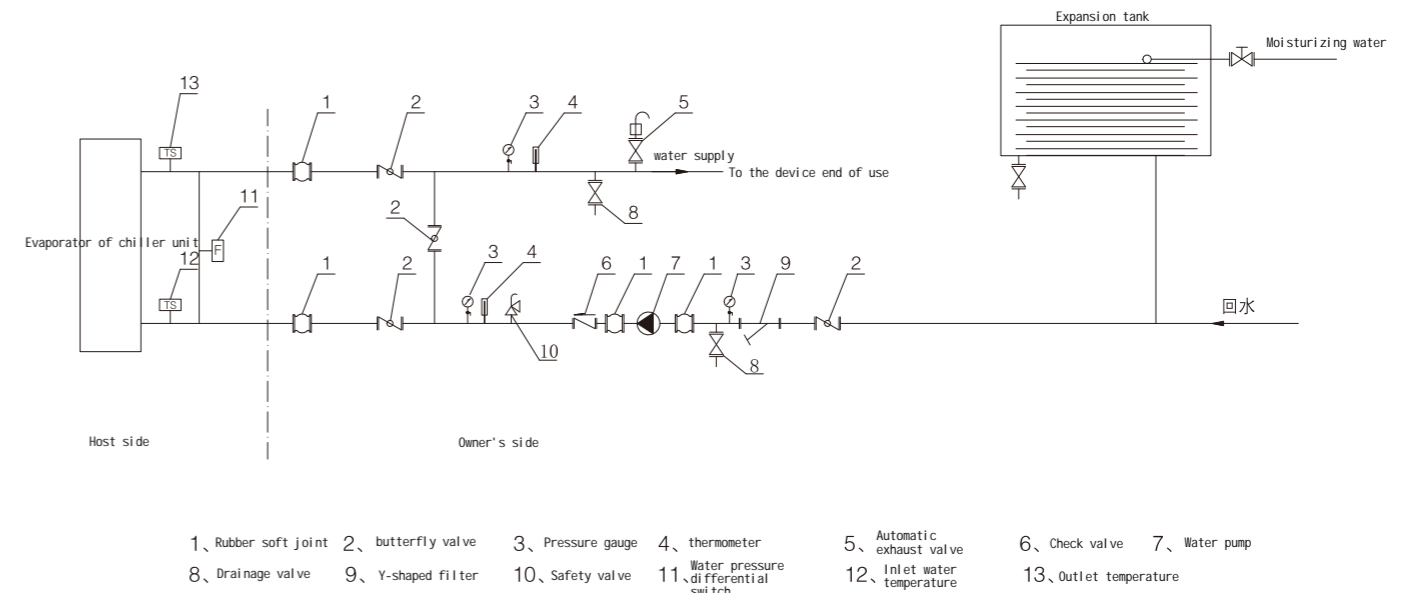 Expansion tank
Moisturizing water
13
1
2
3
4
5
TS
water supply
To the device end of use
11
2
8
Evaporator of chiller unit
F
12
1
2
3
4
6
1
7
1
3
9
2
TS
回水
10
8
Host side
Owner's side
1、Rubber soft joint
2、butterfly valve
3、Pressure gauge
4、thermometer
5、Automatic
exhaust valve
6、Check valve
7、Water pump
8、Drainage valve
9、Y-shaped filter
10、Safety valve
11、Water pressure
differential
switch
12、Inlet water
temperature
13、Outlet temperature